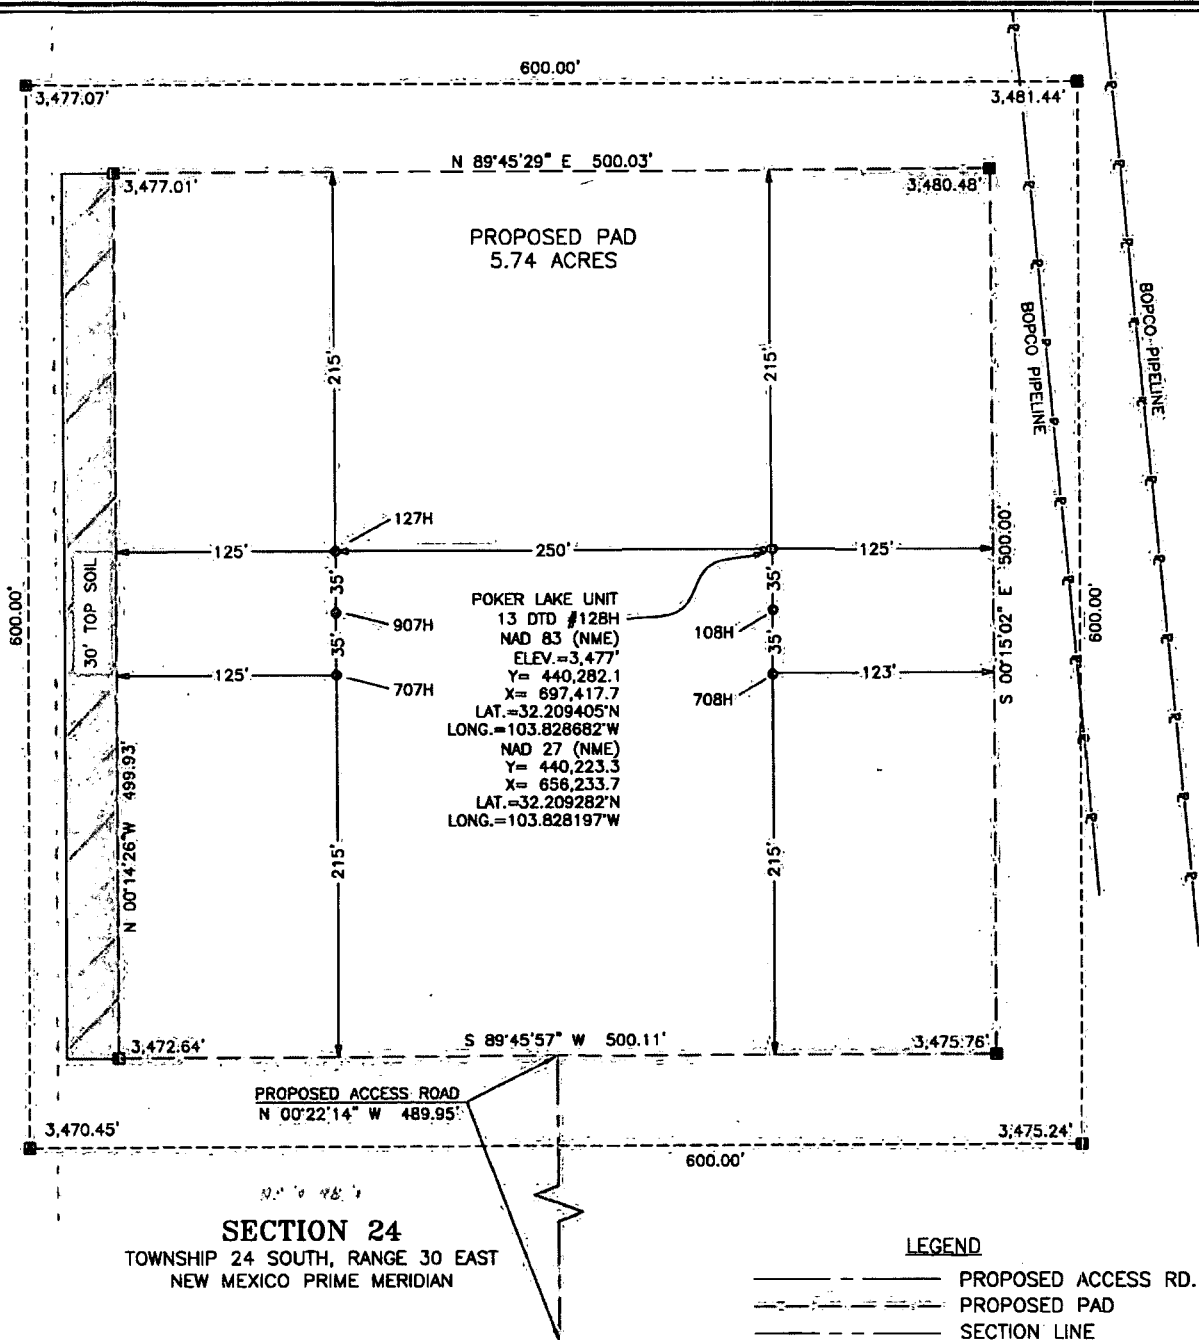 600.00'
3,477.07'
3,481.44'
N 89°45'29" E 500.03'
3,477.01'
3,480.48'
PROPOSED PAD
5.74 ACRES
BOPCO PIPELINE
BOPCO PIPELINE
215'
215'
127H
125'
250'
125'
35'
35'
30' TOP SOIL
907H
108H
35'
35'
125'
707H
708H
123'
POKER LAKE UNIT
13 DTD #128H
NAD 83 (NME)
ELEV.=3,477'
Y= 440,282.1
X= 697,417.7
LAT.=32.209405°N
LONG.=103.828682°W
NAD 27 (NME)
Y= 440,223.3
X= 656,233.7
LAT.=32.209282°N
LONG.=103.828197°W
600.00'
S 00°15'02" E 500.00'
600.00'
N 00°14'26" W 499.93'
215'
215'
3,472.64'
S 89°45'57" W 500.11'
3,475.76'
PROPOSED ACCESS ROAD
N 00°22'14" W 489.95'
3,470.45'
3,475.24'
600.00'
SECTION 24
TOWNSHIP 24 SOUTH, RANGE 30 EAST
NEW MEXICO PRIME MERIDIAN
LEGEND
PROPOSED ACCESS RD.
PROPOSED PAD
SECTION LINE